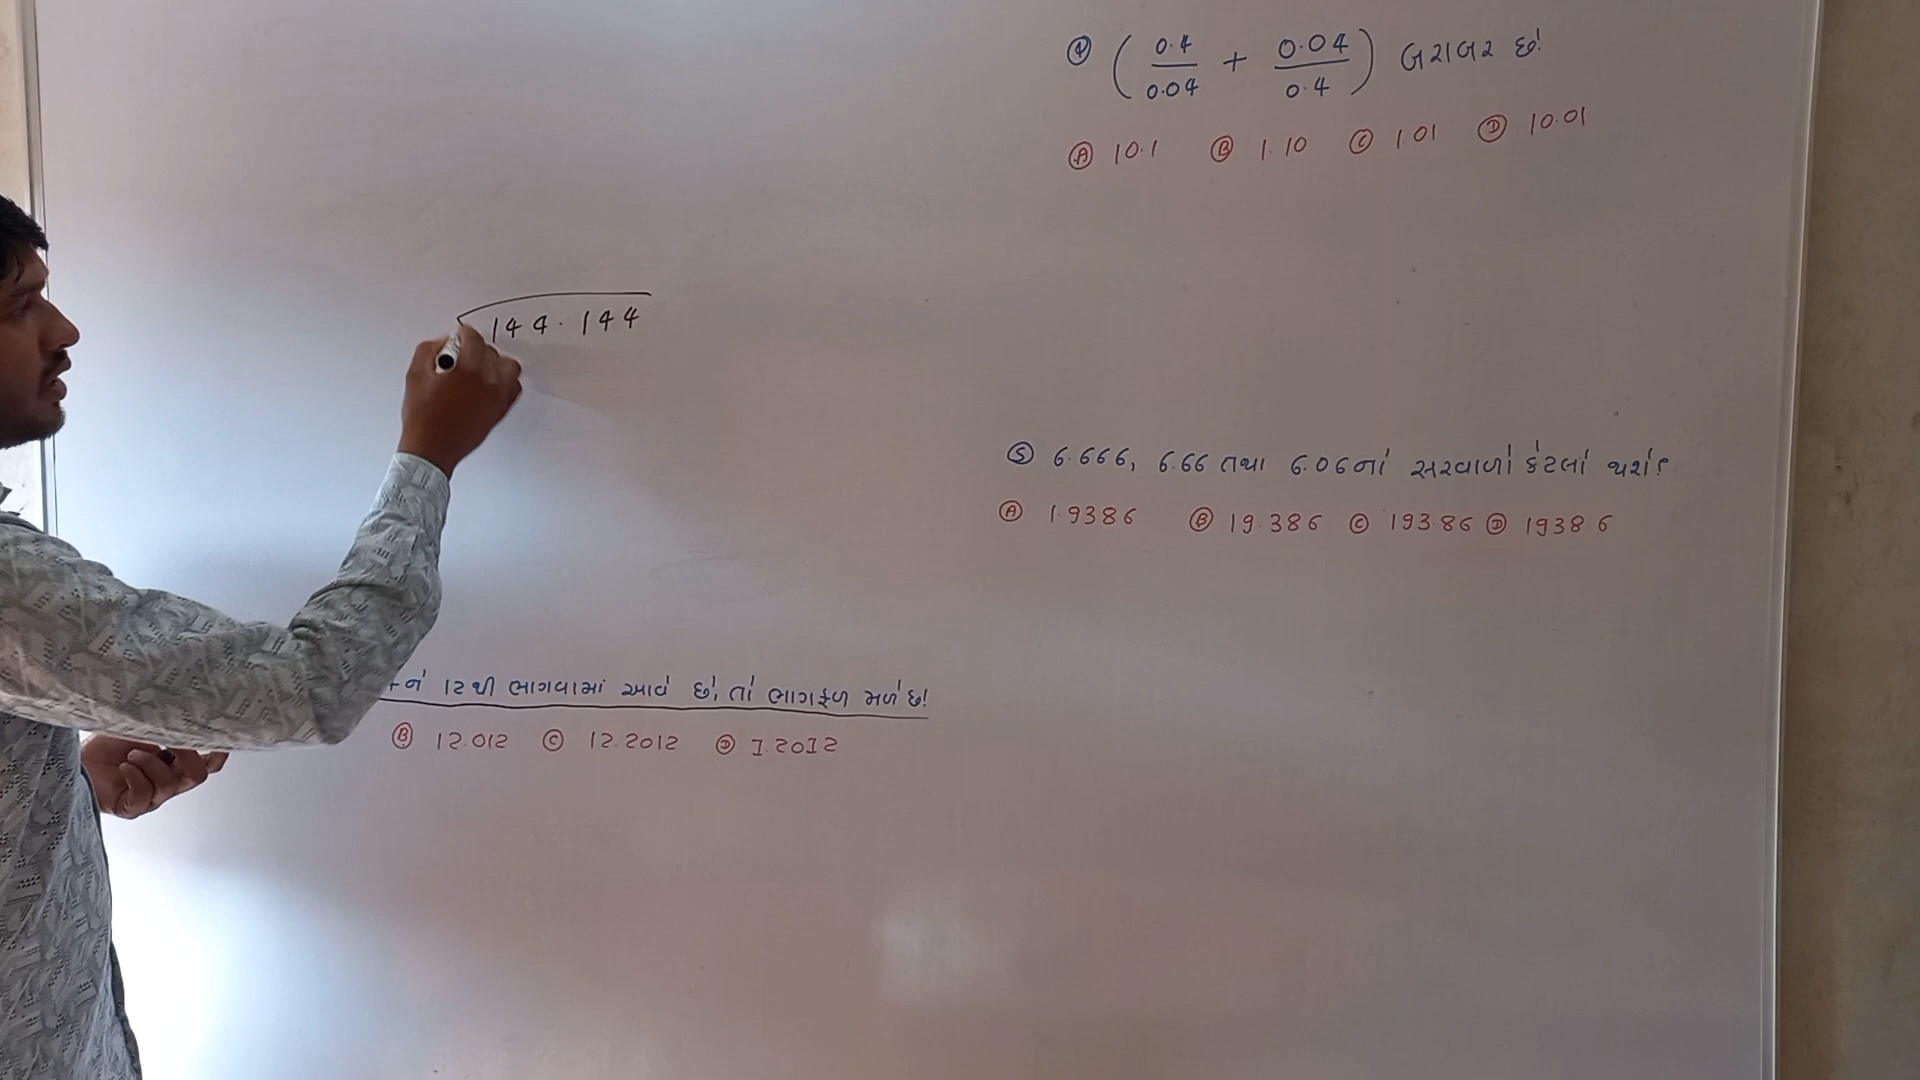 144.144
ને 12 થી ભાગવામાં આવે છે, તો ભાગફળ મળે છે!
Ⓑ 12.012 Ⓒ 12.2012 Ⓓ 1.2012
④ (0.4/0.04 + 0.04/0.4) બરાબર છે!
Ⓐ 10.1 Ⓑ 1.10 Ⓒ 1.01 Ⓓ 10.01
⑤ 6.666, 6.66 તથા 6.06નો સરવાળો કેટલો થશે?
Ⓐ 1.9386 Ⓑ 19.386 Ⓒ 193.86 Ⓓ 1938.6